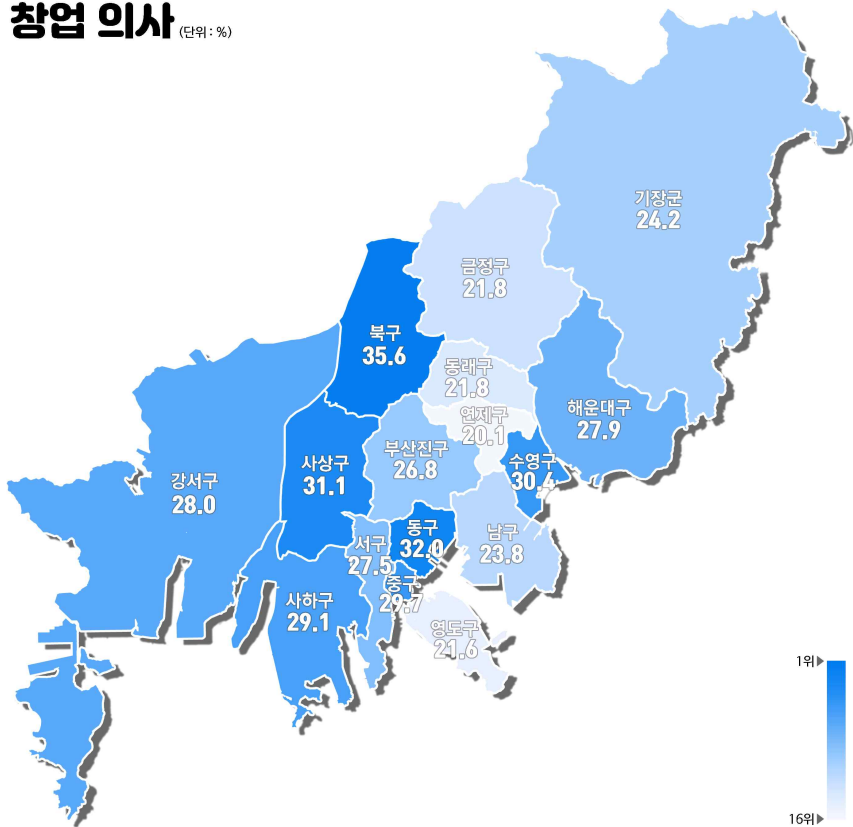 창업 의사 (단위 : %)
기장군
24.2
금정구
21.8
북구
35.6
동래구
21.8
연제구
20.1
해운대구
27.9
부산진구
26.8
수영구
30.4
사상구
31.1
강서구
28.0
동구
32.0
남구
23.8
서구
27.5
중구
29.7
사하구
29.1
영도구
21.6
1위
16위